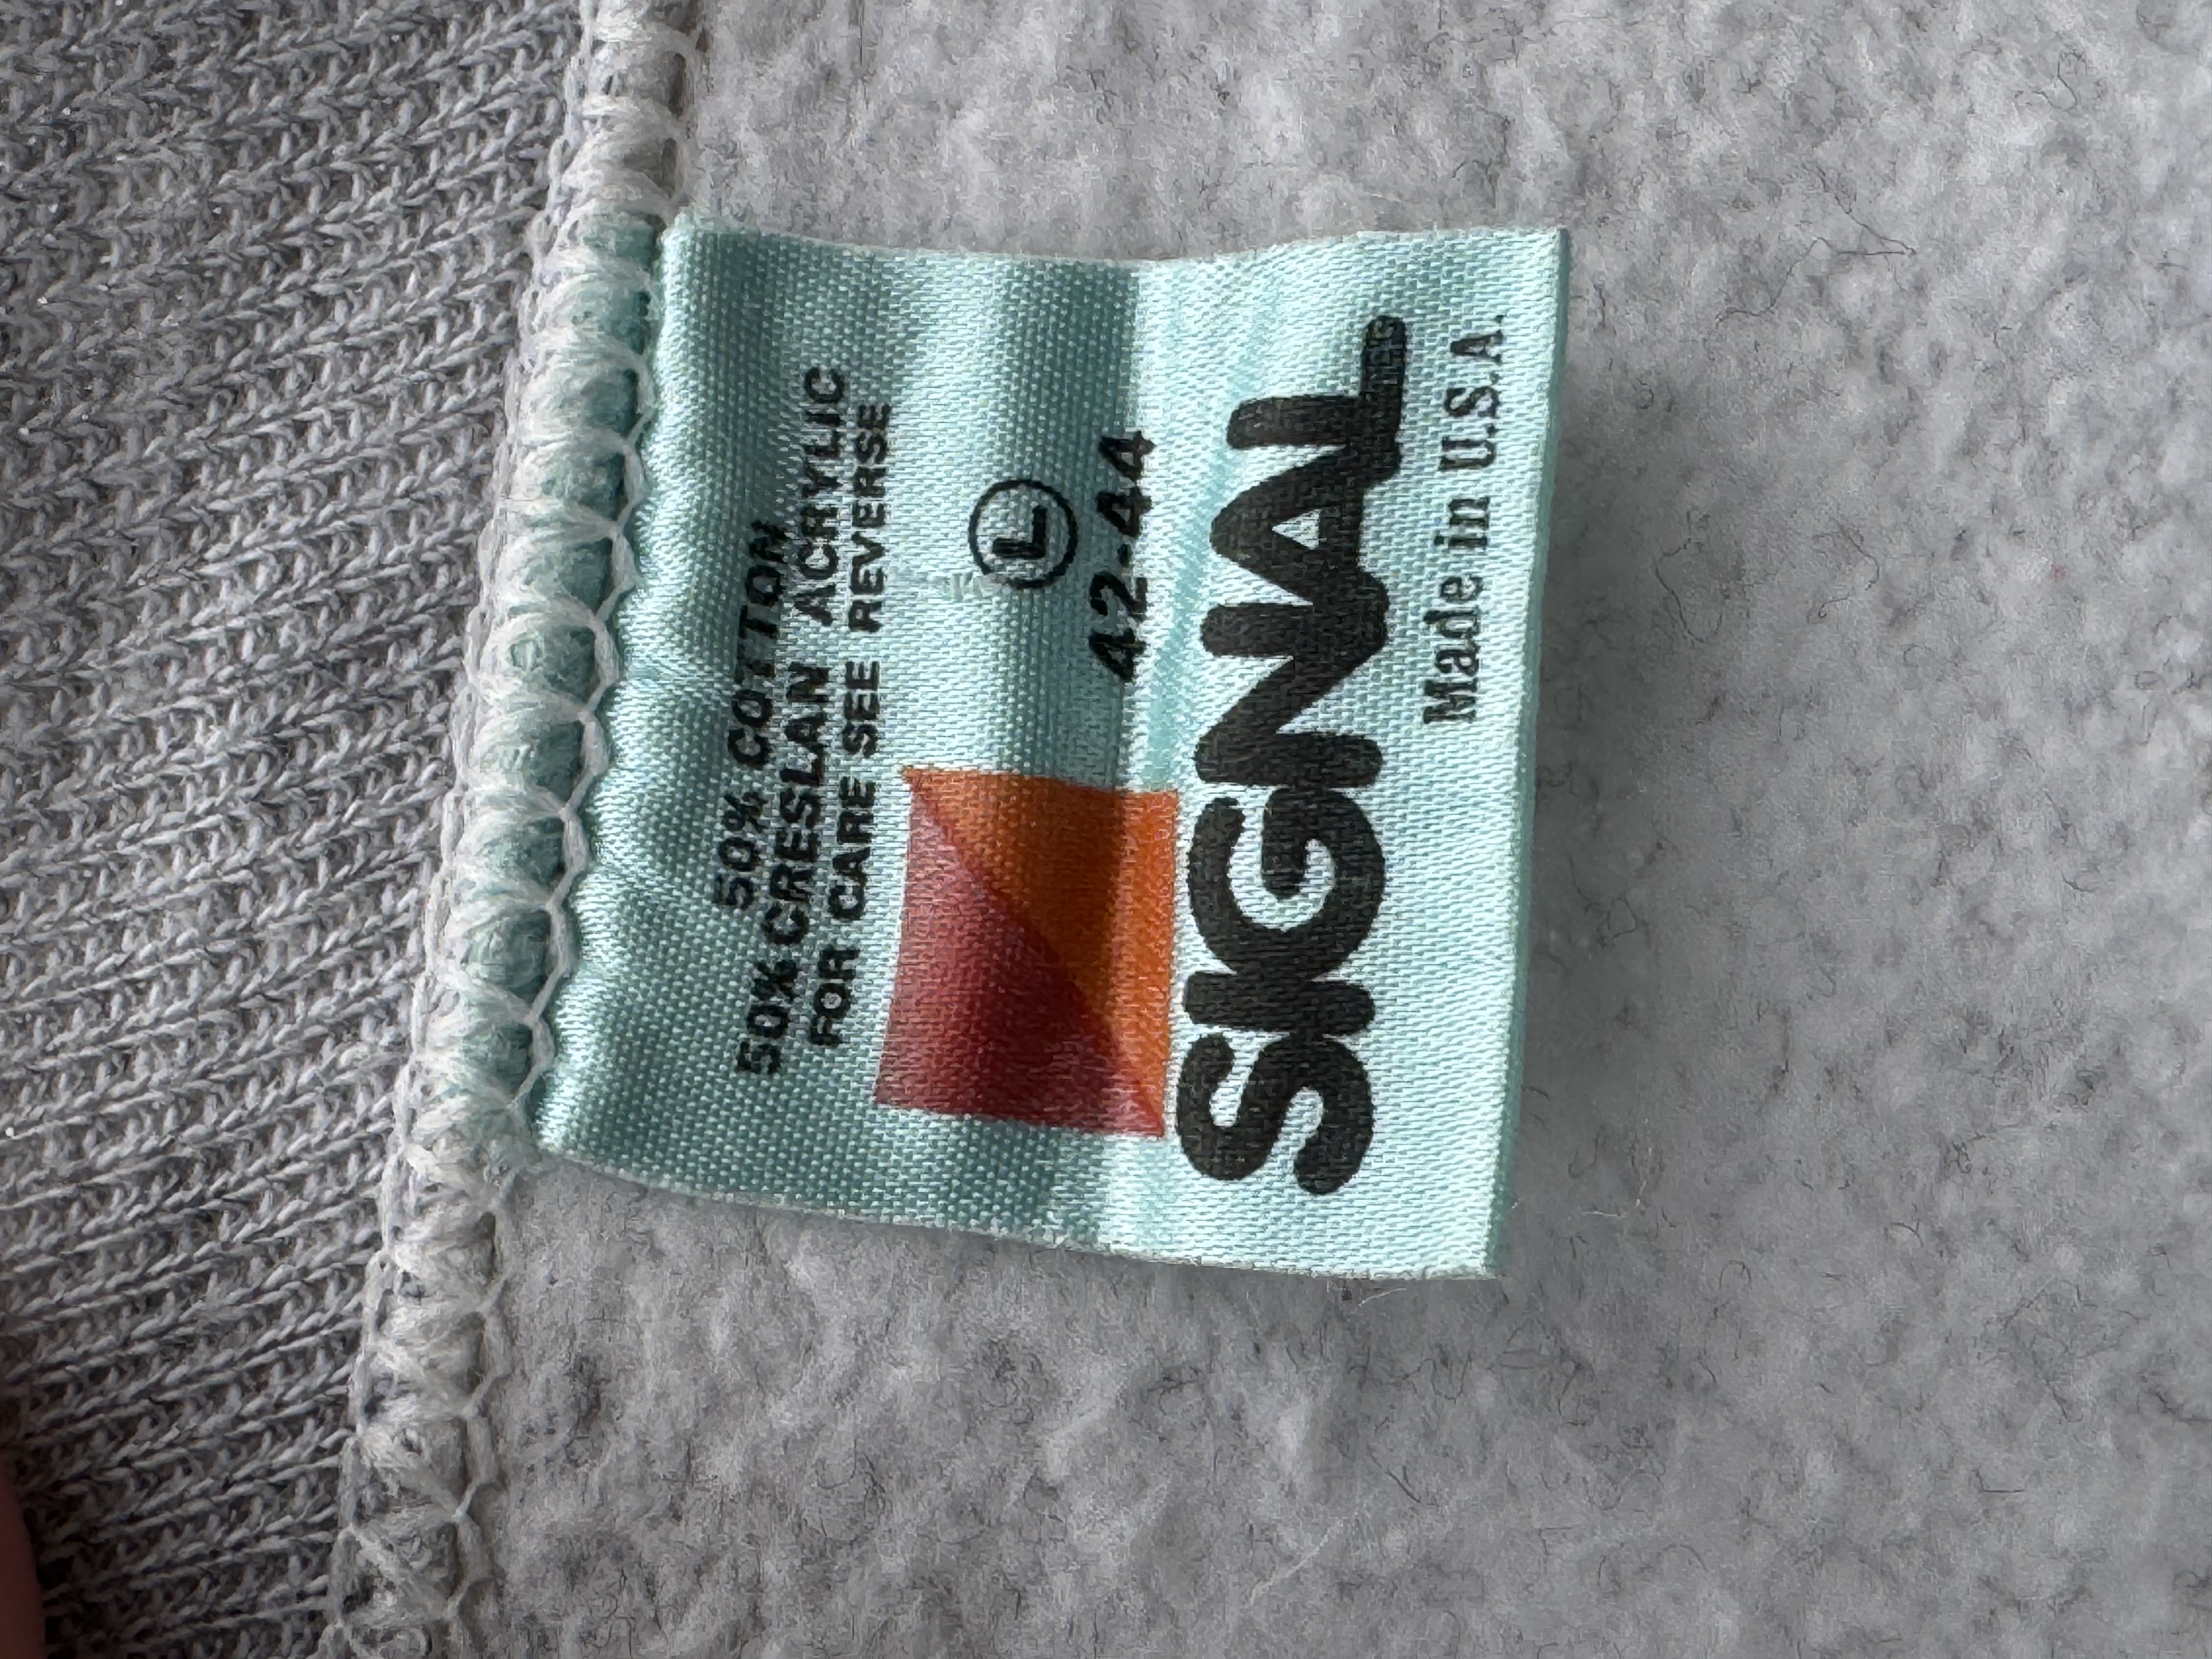 50% COTTON
50% CRESLAN ACRYLIC
FOR CARE SEE REVERSE
L
42-44
SIGNAL
Made in U.S.A.